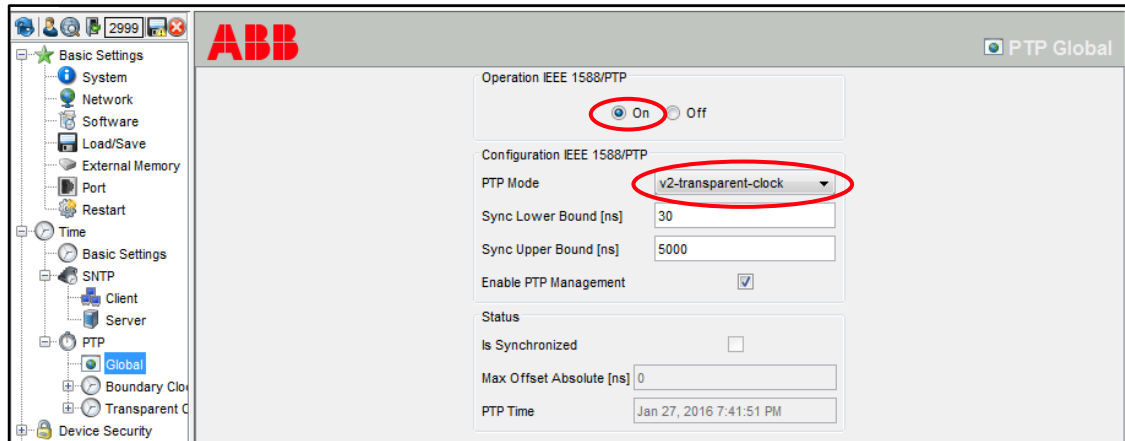 2999
ABB
PTP Global
Basic Settings
System
Network
Software
Load/Save
External Memory
Port
Restart
Time
Basic Settings
SNTP
Client
Server
PTP
Global
Boundary Clo
Transparent C
Device Security
Operation IEEE 1588/PTP
On Off
Configuration IEEE 1588/PTP
PTP Mode v2-transparent-clock
Sync Lower Bound [ns] 30
Sync Upper Bound [ns] 5000
Enable PTP Management
Status
Is Synchronized
Max Offset Absolute [ns] 0
PTP Time Jan 27, 2016 7:41:51 PM